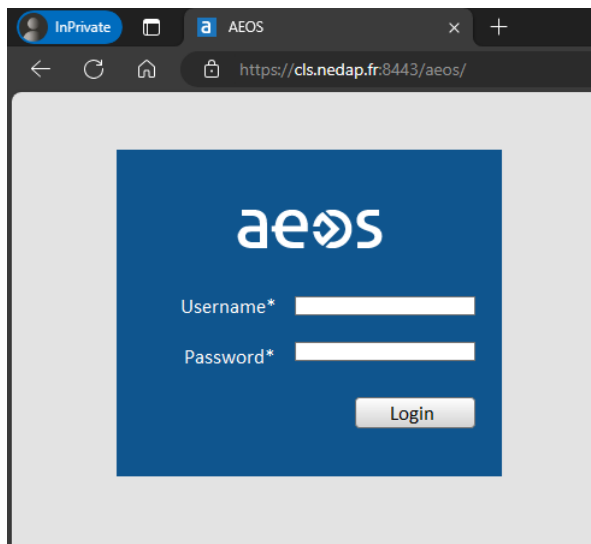 InPrivate
AEOS
https://cls.nedap.fr:8443/aeos/
aeos
Username*
Password*
Login